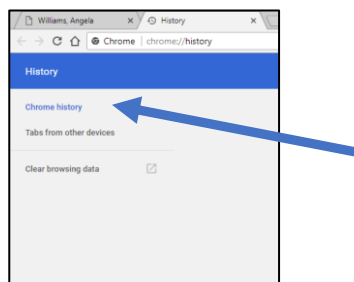 Williams, Angela History
Chrome chrome://history
History
Chrome history
Tabs from other devices
Clear browsing data